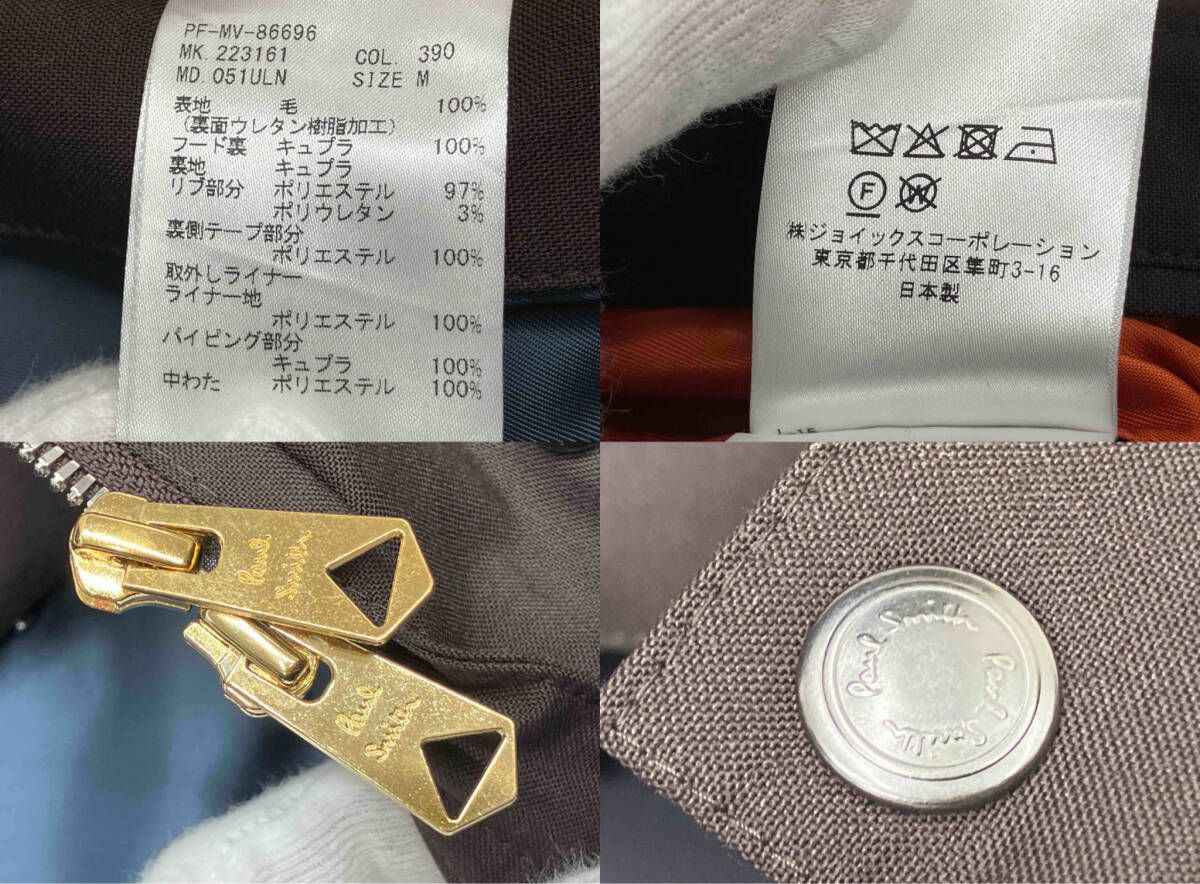 PF-MV-86696
MK. 223161 COL. 390
MD. 051ULN SIZE M
表地 毛 100%
(裏面ウレタン樹脂加工)
フード裏 キュプラ 100%
裏地 キュプラ
リブ部分 ポリエステル 97%
ポリウレタン 3%
裏側テープ部分
ポリエステル 100%
取外しライナー
ライナー地
ポリエステル 100%
パイピング部分
キュプラ 100%
中わた ポリエステル 100%
F
W
株ジョイックスコーポレーション
東京都千代田区隼町3-16
日本製
Paul
Smith
Paul
Smith
Paul Smith
Paul Smith